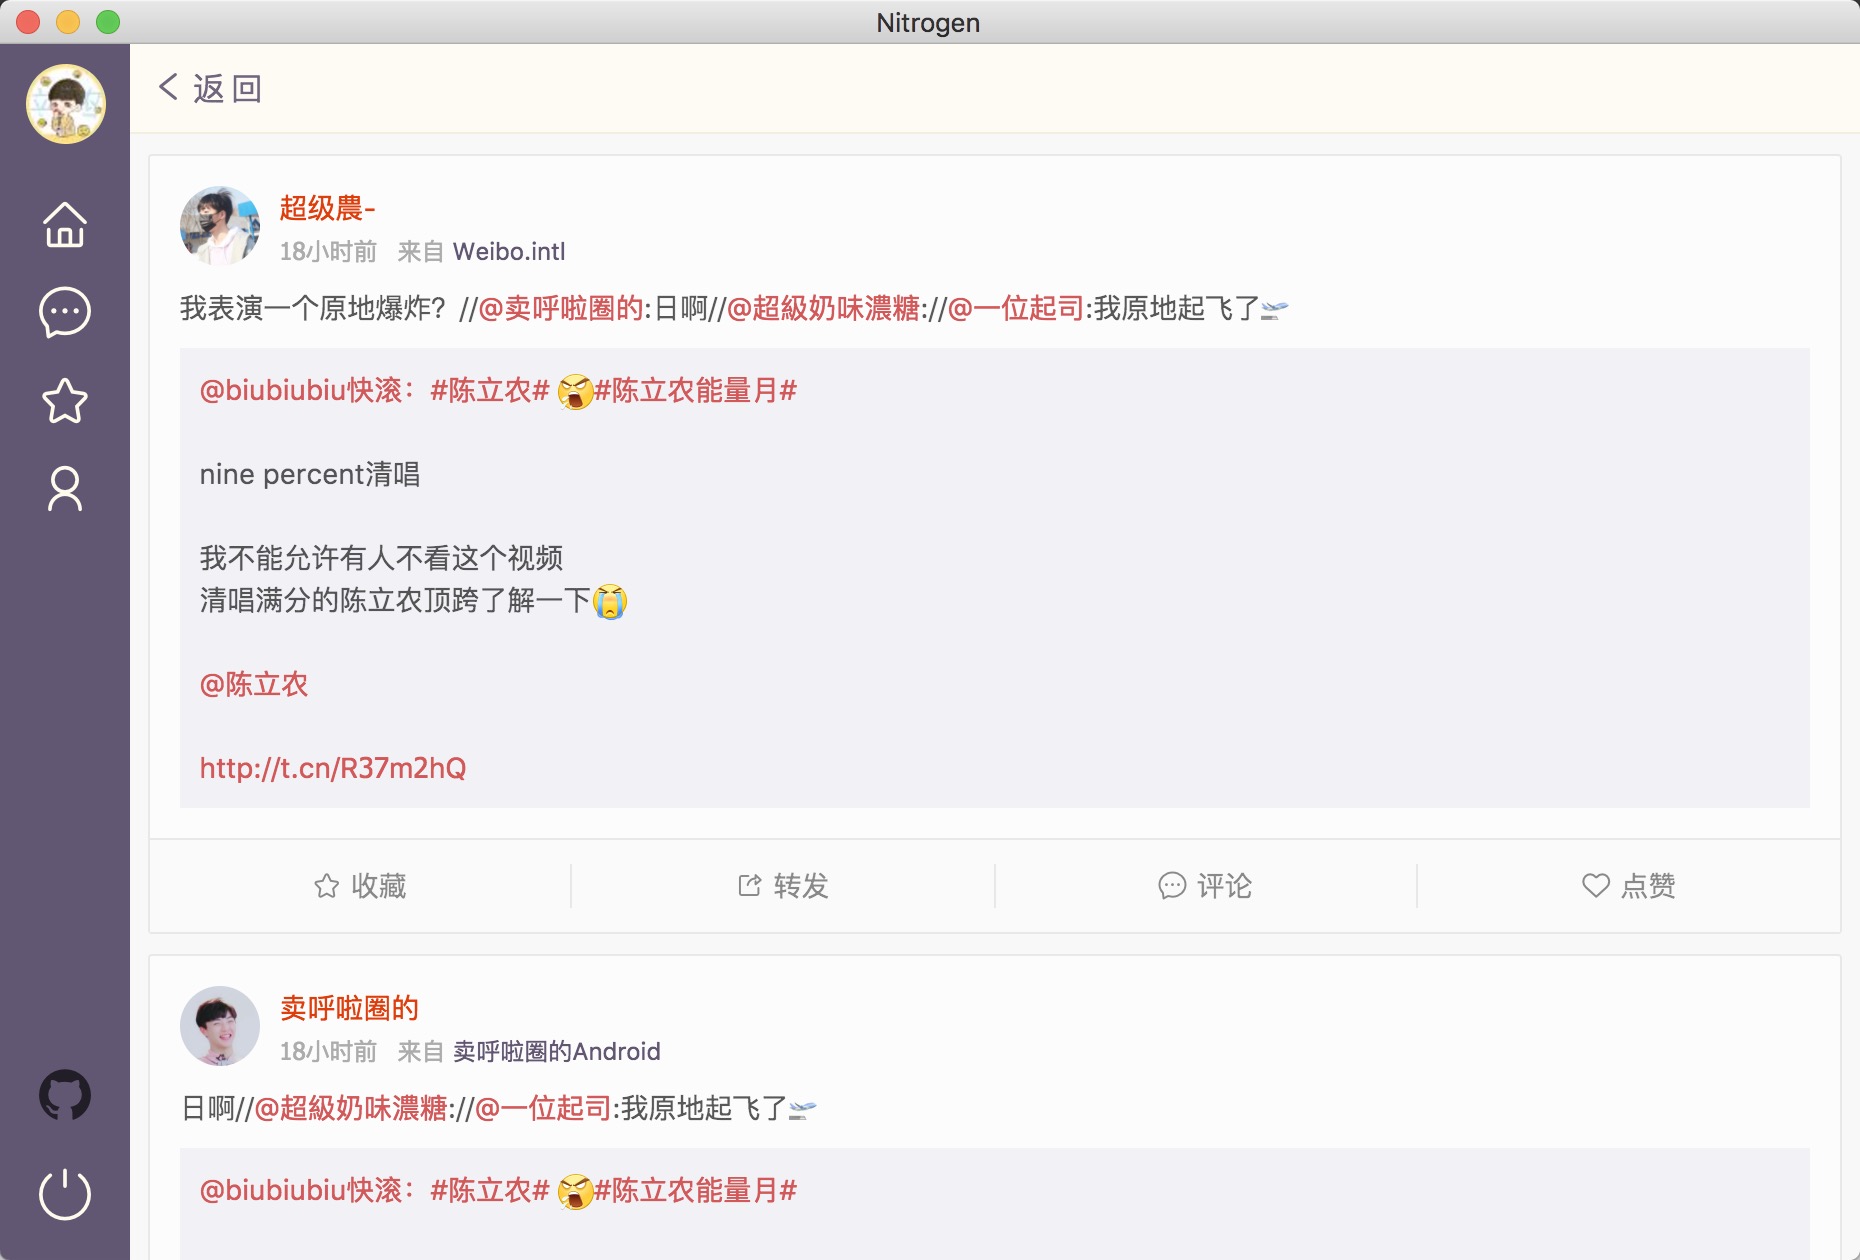 Nitrogen
返回
超级農-
18小时前 来自 Weibo.intl
我表演一个原地爆炸？//@卖呼啦圈的:日啊//@超級奶味濃糖://@一位起司:我原地起飞了🛫
@biubiubiu快滚：#陈立农# #陈立农能量月#
nine percent清唱
我不能允许有人不看这个视频
清唱满分的陈立农顶跨了解一下😭
@陈立农
http://t.cn/R37m2hQ
收藏 转发 评论 点赞
卖呼啦圈的
18小时前 来自 卖呼啦圈的Android
日啊//@超級奶味濃糖://@一位起司:我原地起飞了🛫
@biubiubiu快滚：#陈立农# #陈立农能量月#